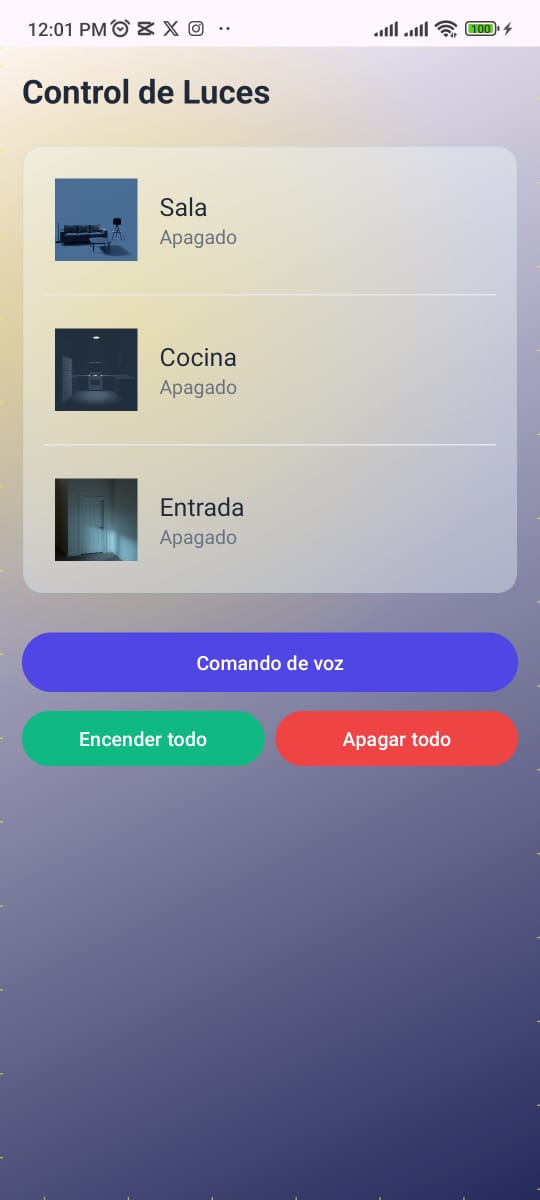 12:01 PM
100
Control de Luces
Sala
Apagado
Cocina
Apagado
Entrada
Apagado
Comando de voz
Encender todo
Apagar todo